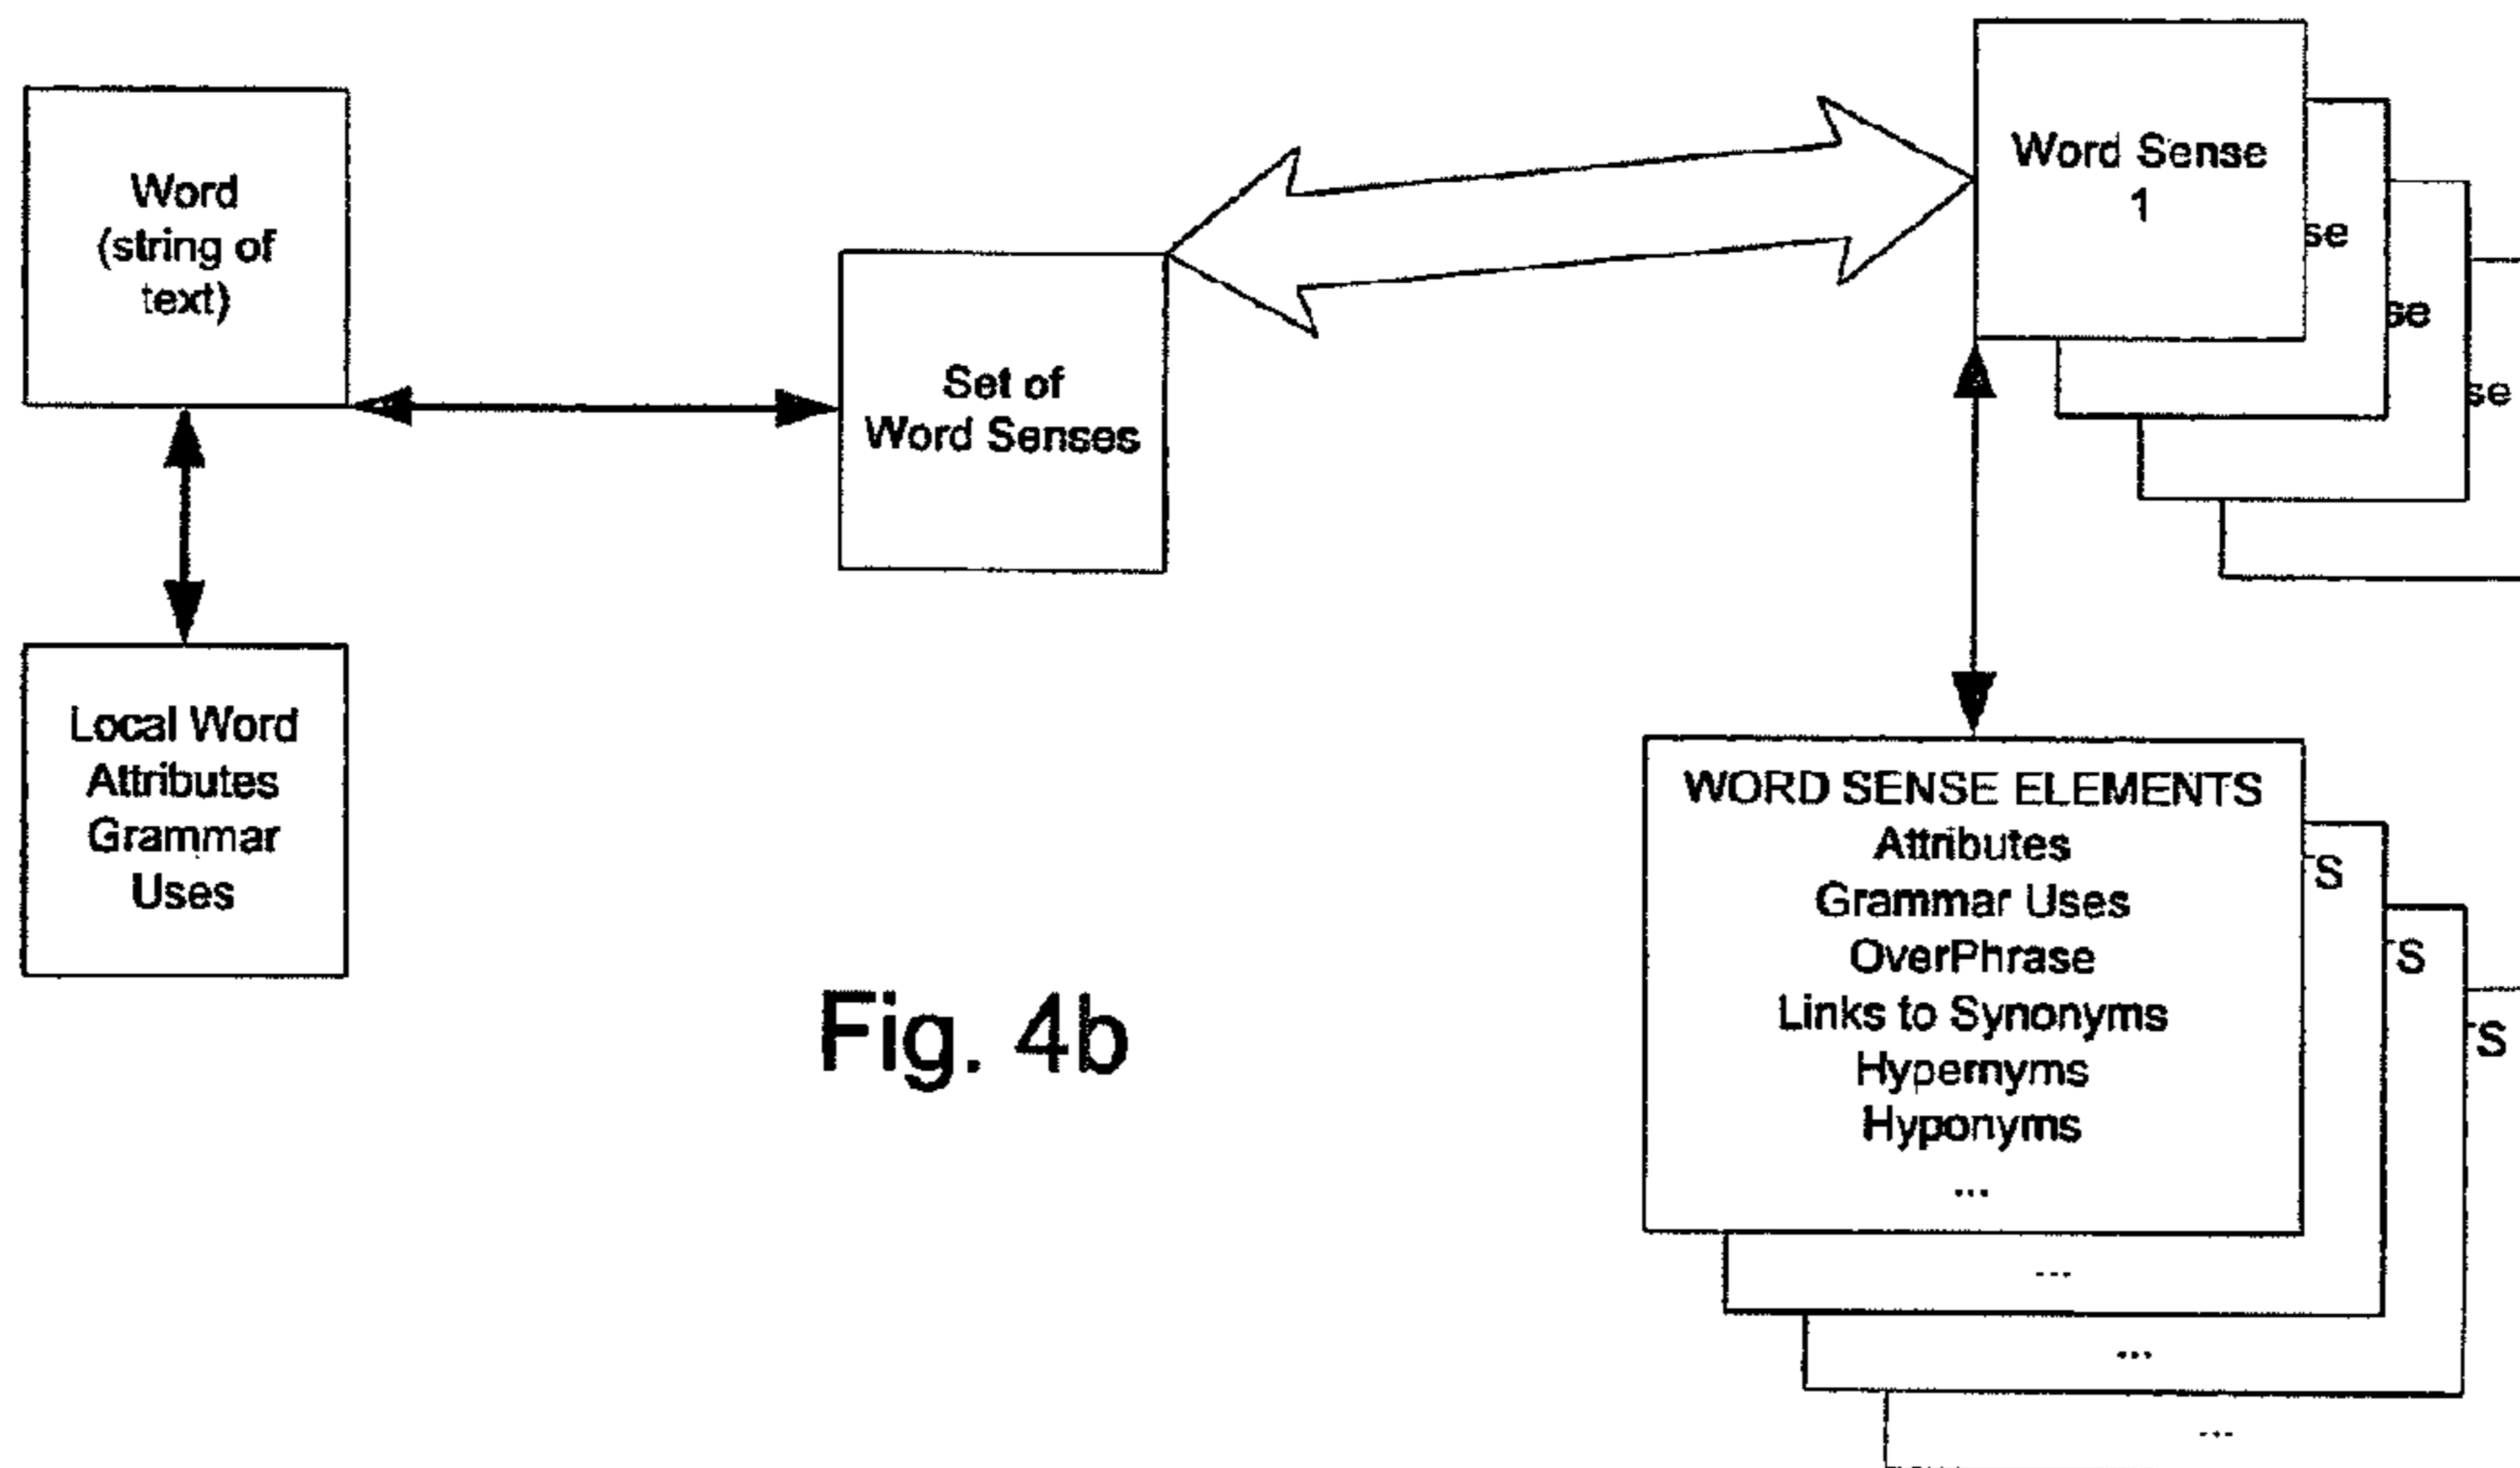 Word
(string of
text)
Set of
Word Senses
Word Sense
1
se
se
se
Local Word
Attributes
Grammar
Uses
WORD SENSE ELEMENTS
Attributes
Grammar Uses
OverPhrase
Links to Synonyms
Hypernyms
Hyponyms
...
S
...
S
...
S
...
Fig. 4b